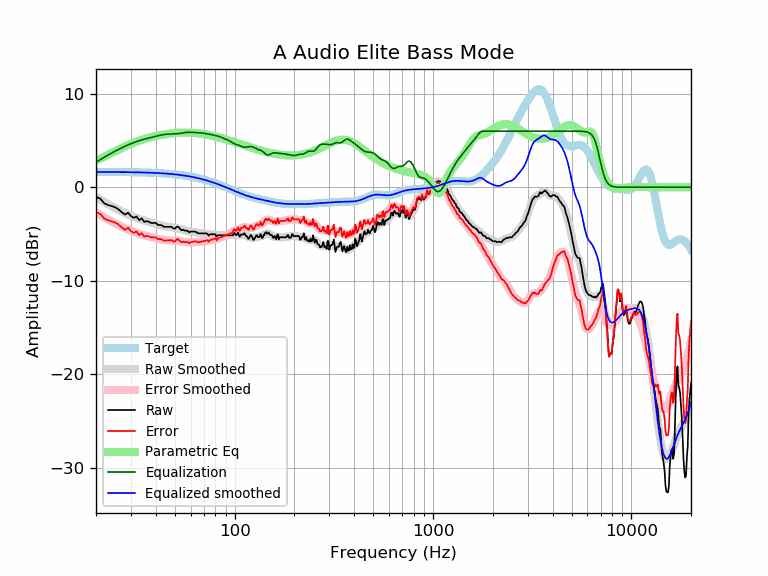 A Audio Elite Bass Mode
10
0
−10
−20
−30
Amplitude (dBr)
Target
Raw Smoothed
Error Smoothed
Raw
Error
Parametric Eq
Equalization
Equalized smoothed
100
1000
10000
Frequency (Hz)